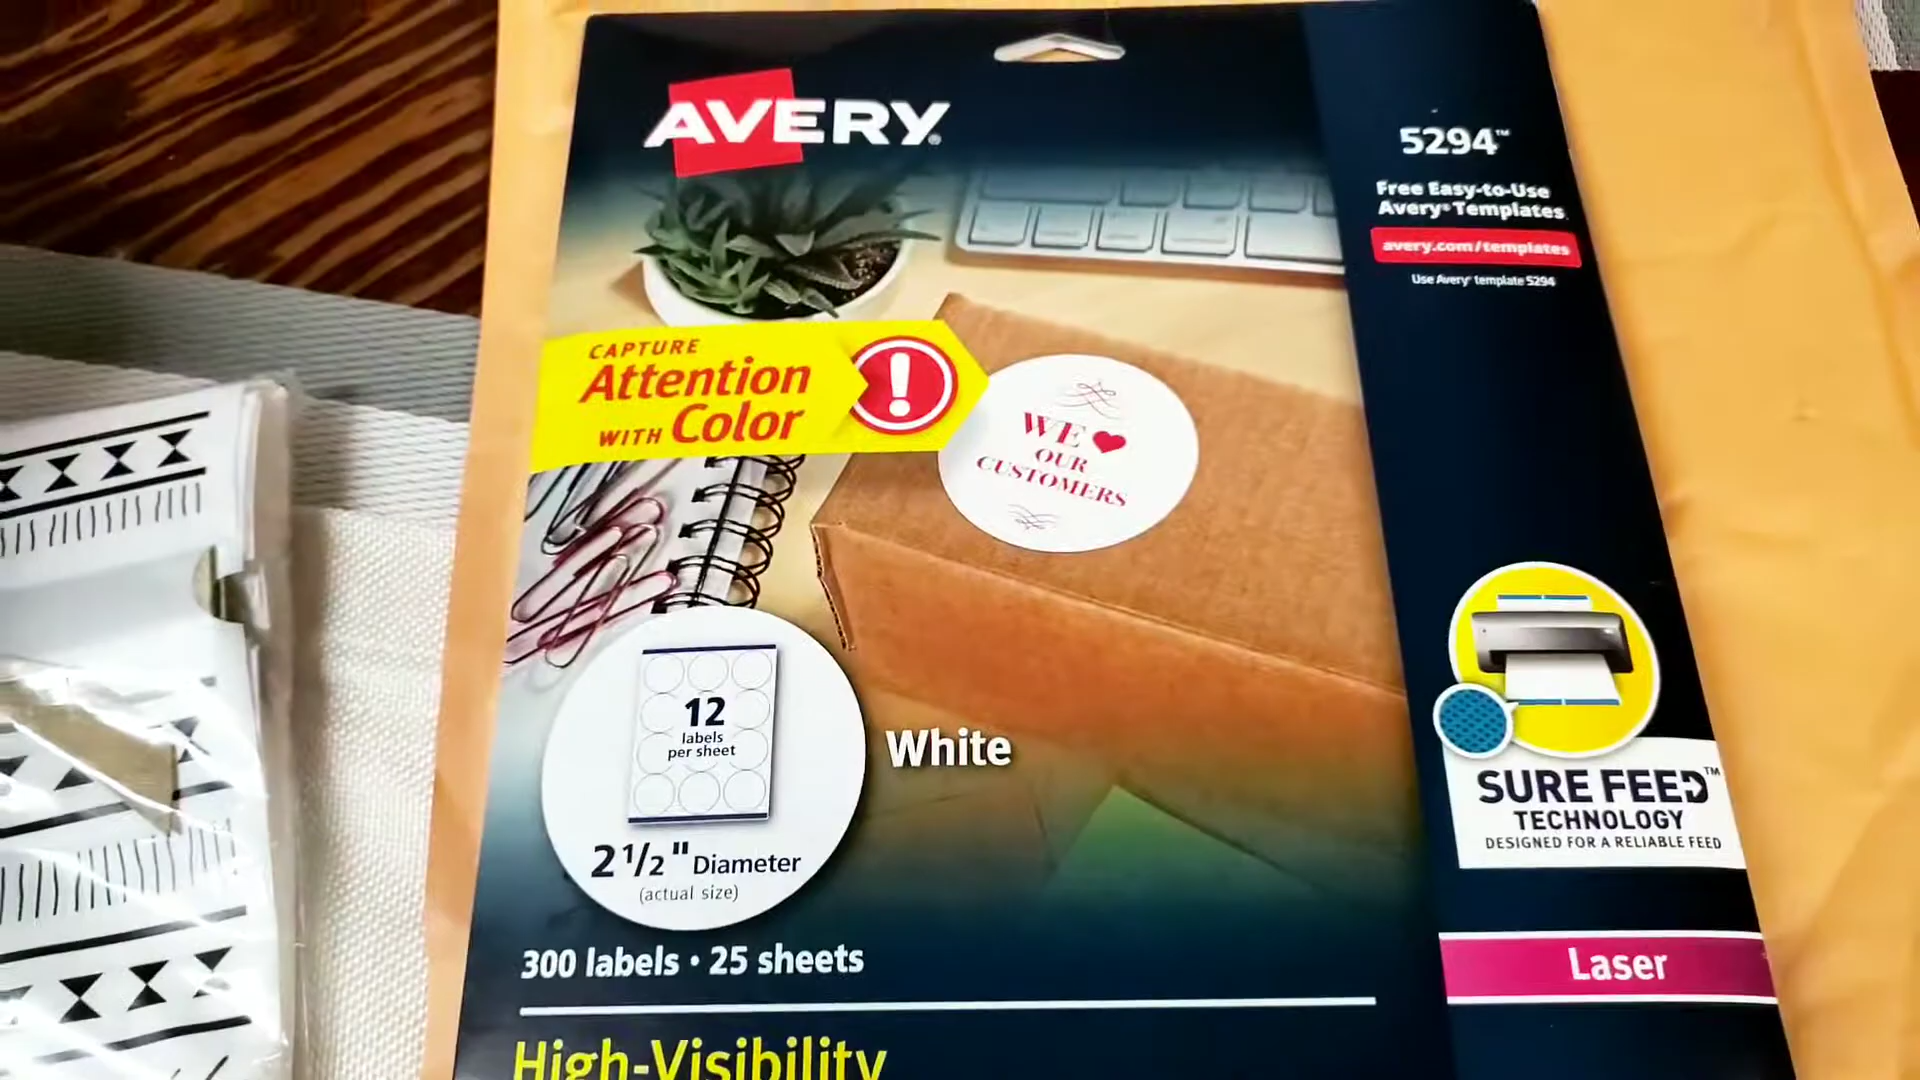 AVERY®
5294™
Free Easy-to-Use
Avery® Templates
avery.com/templates
Use Avery® template 5294
CAPTURE
Attention
WITH Color
!
WE ❤
OUR
CUSTOMERS
12
labels
per sheet
White
2 1/2" Diameter
(actual size)
SURE FEED™
TECHNOLOGY
DESIGNED FOR A RELIABLE FEED
300 labels • 25 sheets
Laser
High-Visibility